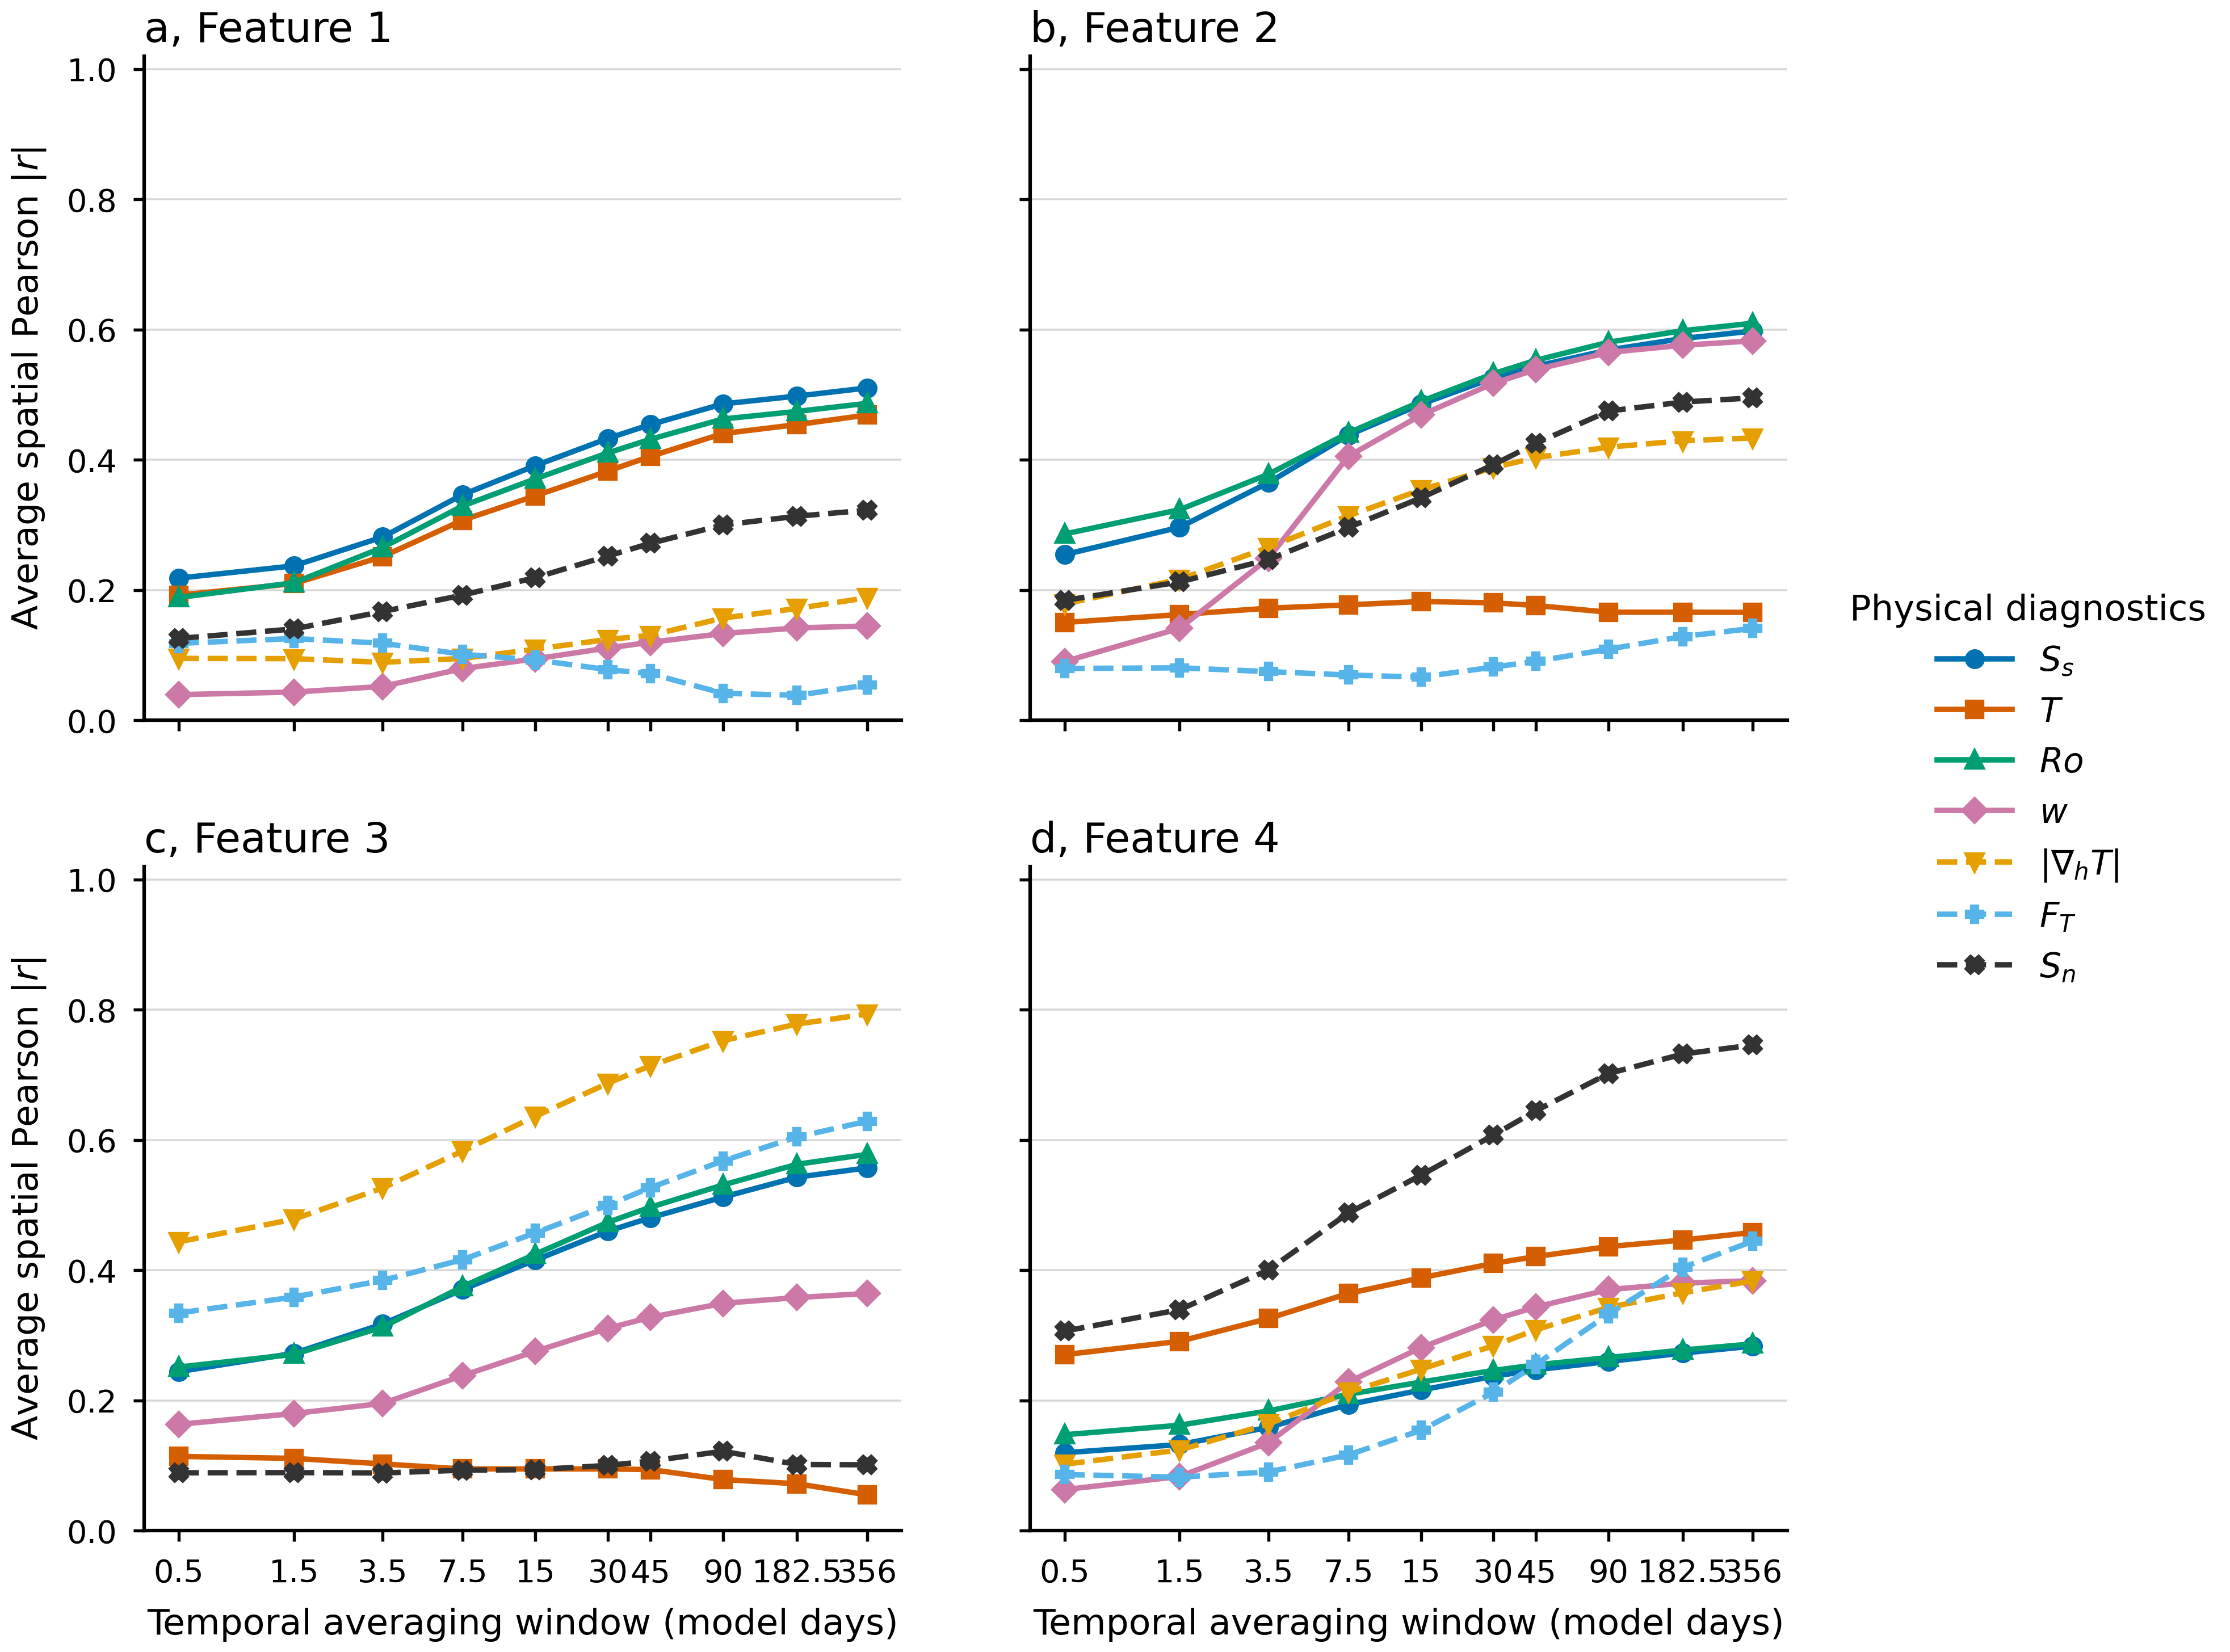 a, Feature 1
b, Feature 2
1.0
0.8
0.6
0.4
0.2
0.0
Average spatial Pearson |r|
Physical diagnostics
S_s
T
Ro
w
|∇_hT|
F_T
S_n
c, Feature 3
d, Feature 4
1.0
0.8
0.6
0.4
0.2
0.0
Average spatial Pearson |r|
0.5 1.5 3.5 7.5 15 30 45 90 182.5 356
0.5 1.5 3.5 7.5 15 30 45 90 182.5 356
Temporal averaging window (model days)
Temporal averaging window (model days)